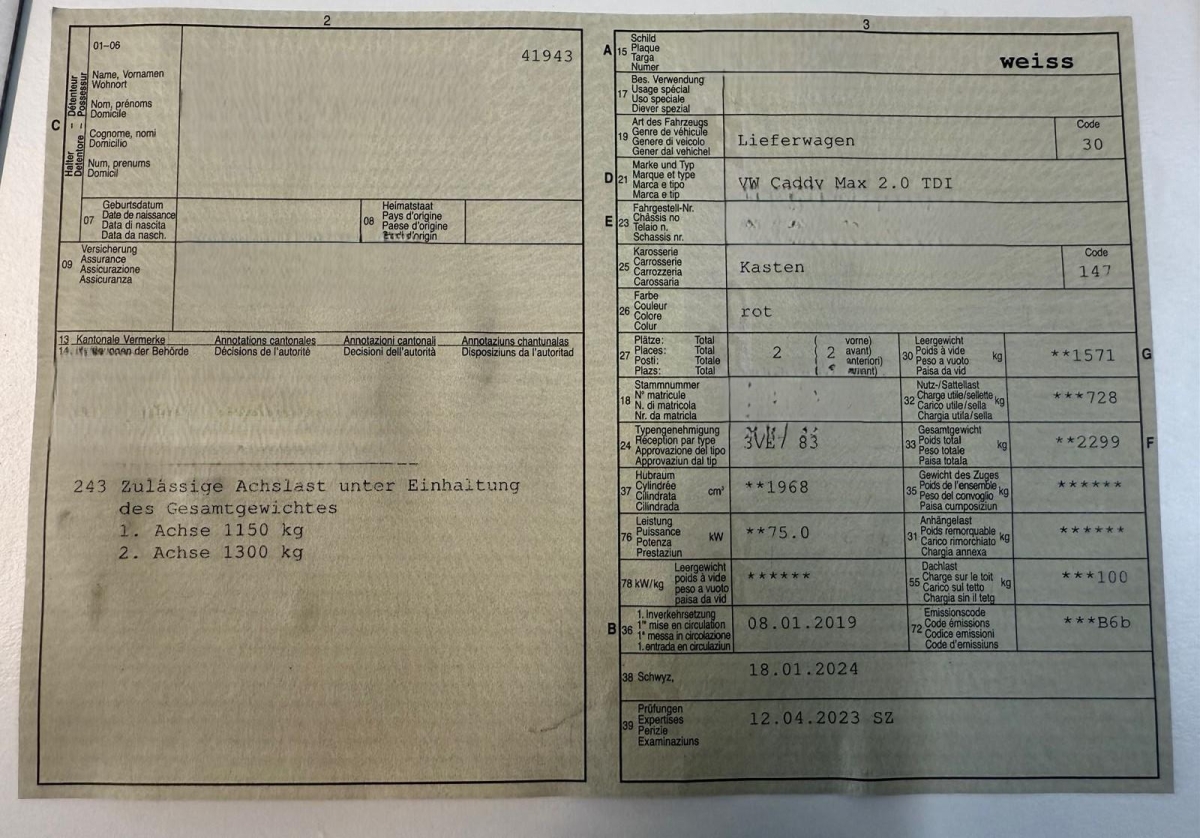 2
01-06
41943
C
Halter – Détenteur
Detentore – Possessur
Name, Vornamen
Wohnort
Nom, prénoms
Domicile
Cognome, nomi
Domicilio
Num, prenums
Domicil
07
Geburtsdatum
Date de naissance
Data di nascita
Data da nasch.
08
Heimatstaat
Pays d'origine
Paese d'origine
d'origin
09
Versicherung
Assurance
Assicurazione
Assicuranza
13 Kantonale Vermerke Annotations cantonales Annotazioni cantonali Annotaziuns chantunalas
14. der Behörde Décisions de l'autorité Decisioni dell'autorità Disposiziuns da l'autoritad
243 Zulässige Achslast unter Einhaltung
des Gesamtgewichtes
1. Achse 1150 kg
2. Achse 1300 kg
3
A 15
Schild
Plaque
Targa
Numer
weiss
17
Bes. Verwendung
Usage spécial
Uso speciale
Diever spezial
19
Art des Fahrzeugs
Genre de véhicule
Genere di veicolo
Gener dal vehichel
Lieferwagen
Code
30
D 21
Marke und Typ
Marque et type
Marca e tipo
Marca e tip
VW Caddy Max 2.0 TDI
E 23
Fahrgestell-Nr.
Châssis no
Telaio n.
Schassis nr.
25
Karosserie
Carrosserie
Carrozzeria
Carossaria
Kasten
Code
147
26
Farbe
Couleur
Colore
Colur
rot
27
Plätze: Total
Places: Total
Posti: Totale
Plazs: Total
2
( vorne)
( 2 avant)
anteriori)
30
Leergewicht
Poids à vide
Peso a vuoto
Paisa da vid
kg
**1571
G
18
Stammnummer
N° matricule
N. di matricola
Nr. da matricla
32
Nutz-/Sattellast
Charge utile/sellette
Carico utile/sella
Chargia utila/sella
kg
***728
24
Typengenehmigung
Réception par type
Approvazione del tipo
Approvaziun dal tip
33
Gesamtgewicht
Poids total
Peso totale
Paisa totala
kg
**2299
F
37
Hubraum
Cylindrée
Cilindrata
Cilindrada
cm³
**1968
35
Gewicht des Zuges
Poids de l'ensemble
Peso del convoglio
Paisa cumposiziun
kg
******
76
Leistung
Puissance
Potenza
Prestaziun
kW
**75.0
31
Anhängelast
Poids remorquable
Carico rimorchiato
Chargia annexa
kg
******
78 kW/kg
Leergewicht
poids à vide
peso a vuoto
paisa da vid
******
55
Dachlast
Charge sur le toit
Carico sul tetto
Chargia sin il tetg
kg
***100
B 36
1. Inverkehrsetzung
1re mise en circulation
1a messa in circolazione
1. entrada en circulaziun
08.01.2019
72
Emissionscode
Code émissions
Codice emissioni
Code d'emissiuns
***B6b
38 Schwyz,
18.01.2024
39
Prüfungen
Expertises
Perizie
Examinaziuns
12.04.2023 SZ